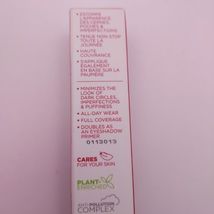 • ESTOMPE
L'APPARENCE
DES CERNES,
POCHES &
IMPERFECTIONS
• TENUE NON-STOP
TOUTE LA
JOURNÉE
• HAUTE
COUVRANCE
• S'APPLIQUE
ÉGALEMENT
EN BASE SUR LA
PAUPIÈRE
• MINIMIZES THE
LOOK OF
DARK CIRCLES,
IMPERFECTIONS
& PUFFINESS
• ALL-DAY WEAR
• FULL COVERAGE
• DOUBLES AS
AN EYESHADOW
PRIMER
0113013
CARES
FOR YOUR SKIN
PLANT
ENRICHED
ANTI-POLLUTION
COMPLEX